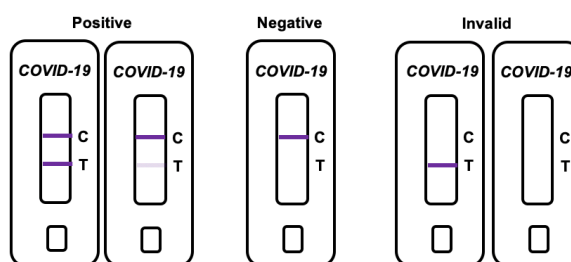 Positive Negative Invalid
COVID-19 COVID-19 COVID-19 COVID-19 COVID-19
C C C C C
T T T T T